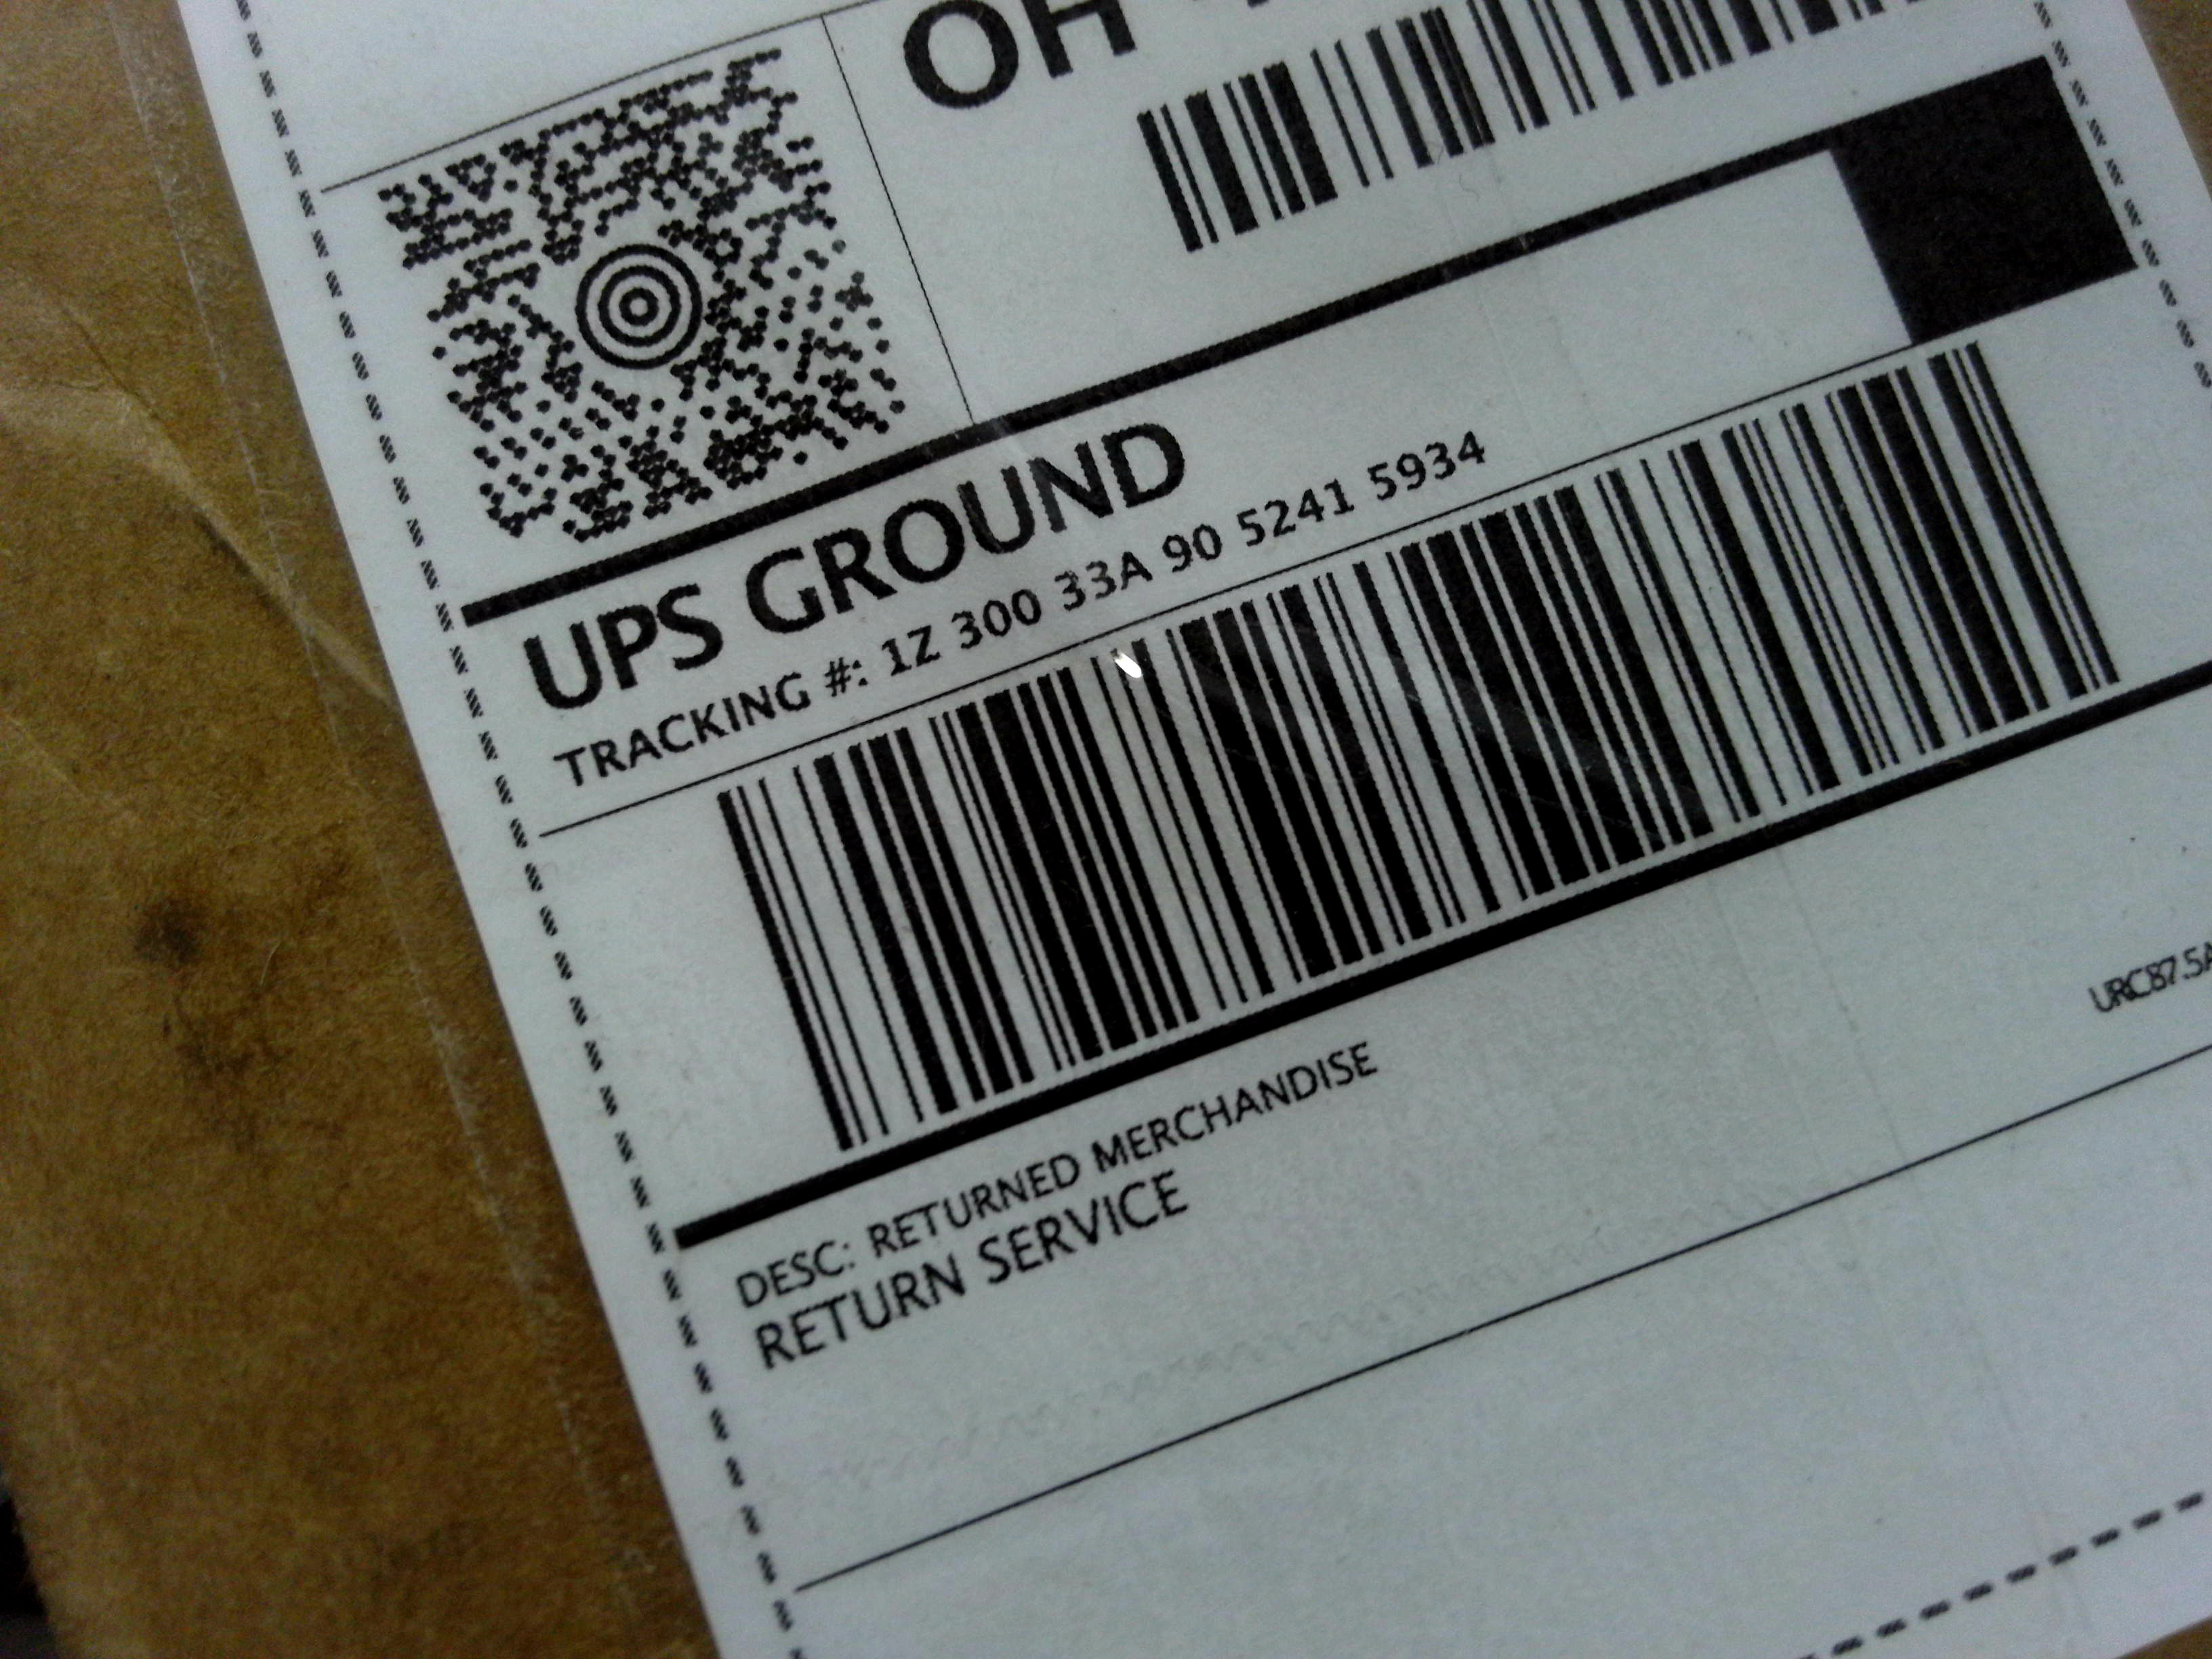 OH
UPS GROUND
TRACKING #: 1Z 300 33A 90 5241 5934
DESC: RETURNED MERCHANDISE
RETURN SERVICE